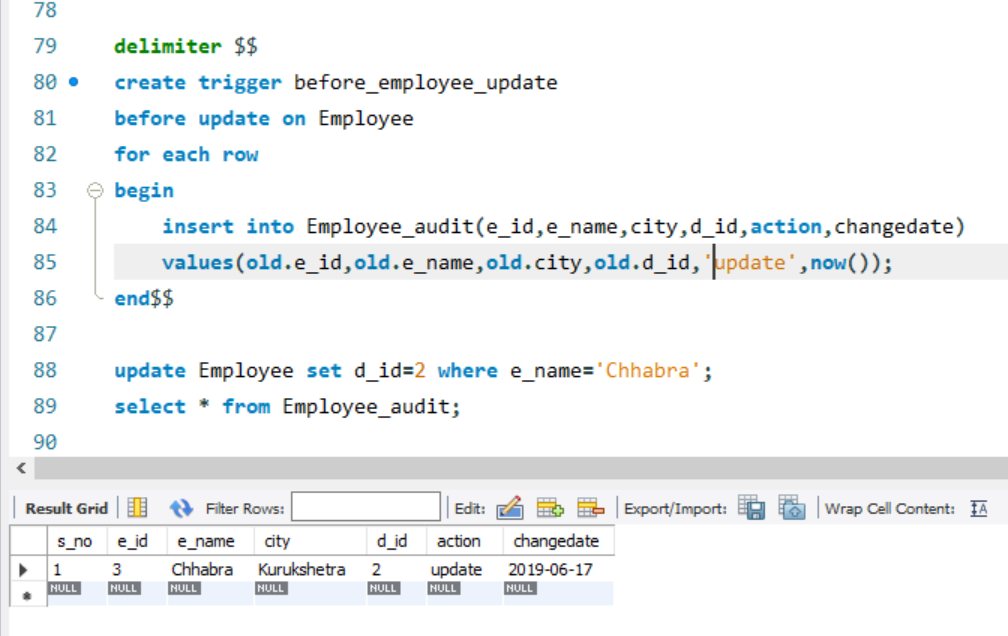 78
79 delimiter $$
80 create trigger before_employee_update
81 before update on Employee
82 for each row
83 begin
84 insert into Employee_audit(e_id,e_name,city,d_id,action,changedate)
85 values(old.e_id,old.e_name,old.city,old.d_id,'update',now());
86 end$$
87
88 update Employee set d_id=2 where e_name='Chhabra';
89 select * from Employee_audit;
90
Result Grid Filter Rows: Edit: Export/Import: Wrap Cell Content:
s_no e_id e_name city d_id action changedate
1 3 Chhabra Kurukshetra 2 update 2019-06-17
NULL NULL NULL NULL NULL NULL NULL